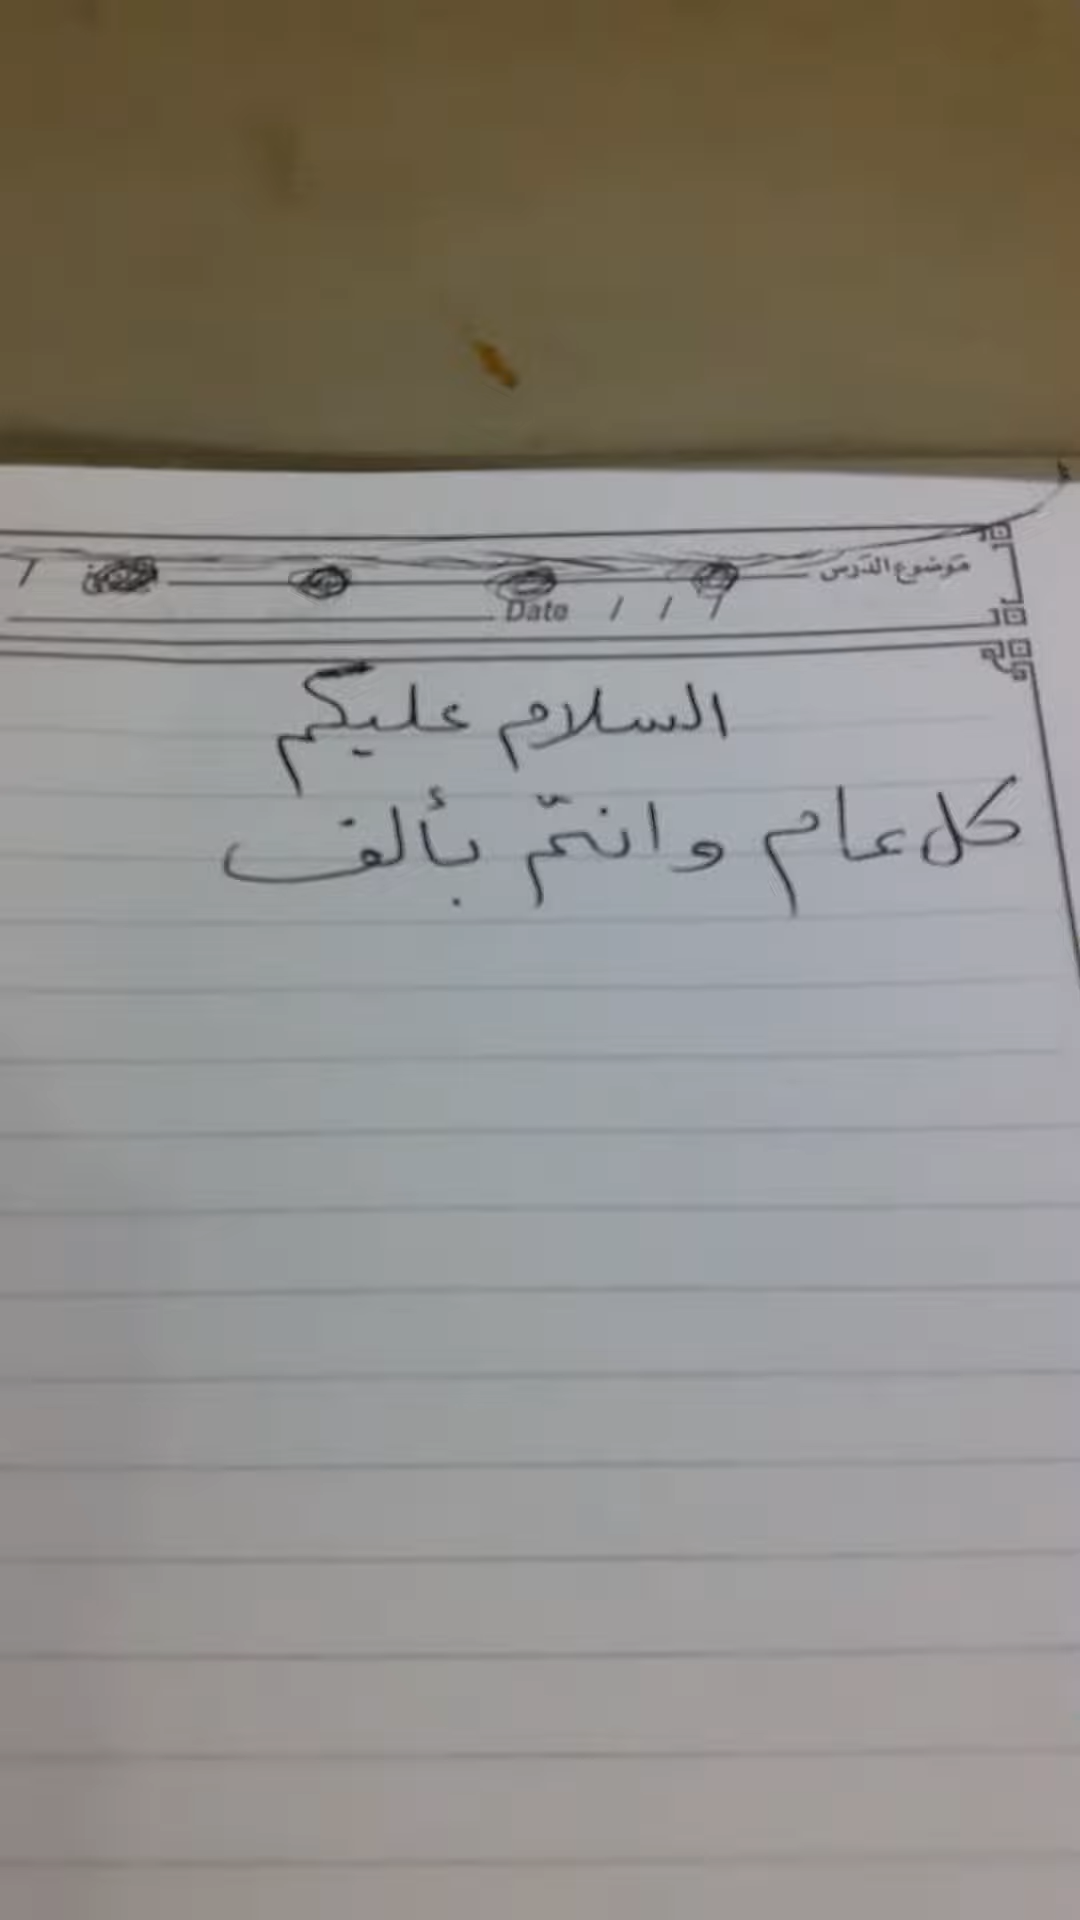 موضوع الدرس
Date / / /
السلام عليكم
كل عام وانتم بألف